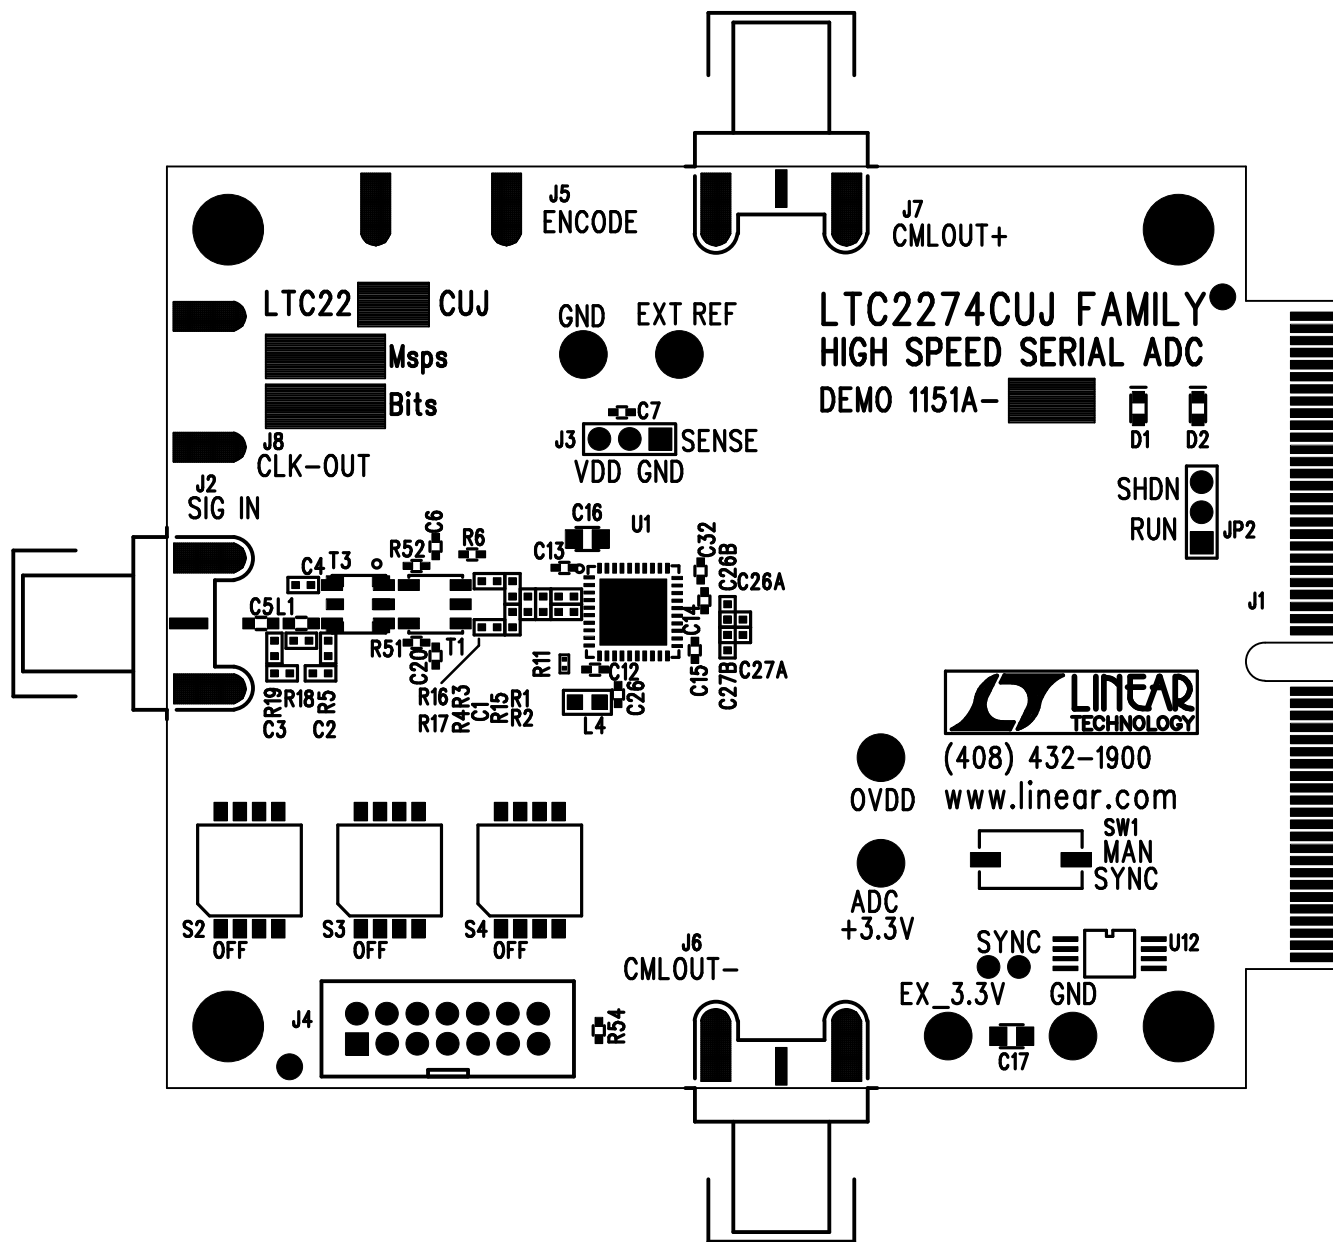 J5
ENCODE
J7
CMLOUT+
LTC22 CUJ
Msps
Bits
J8
CLK-OUT
GND
EXT REF
LTC2274CUJ FAMILY
HIGH SPEED SERIAL ADC
DEMO 1151A-
D1
D2
C7
J3
SENSE
VDD GND
SHDN
RUN
JP2
J2
SIG IN
C16
U1
C6
R6
R52
C13
C32
C26B
C26A
T3
C4
C5
L1
J1
C14
R51
C20
T1
R11
C12
C15
C27B
C27A
C26
R19
R18
R5
C3
C2
R16
R17
R3
R4
C1
R15
R1
R2
L4
LINEAR
TECHNOLOGY
(408) 432-1900
www.linear.com
OVDD
SW1
MAN
SYNC
ADC
+3.3V
S2
OFF
S3
OFF
S4
OFF
J6
CMLOUT-
SYNC
U12
EX_3.3V
GND
J4
R54
C17